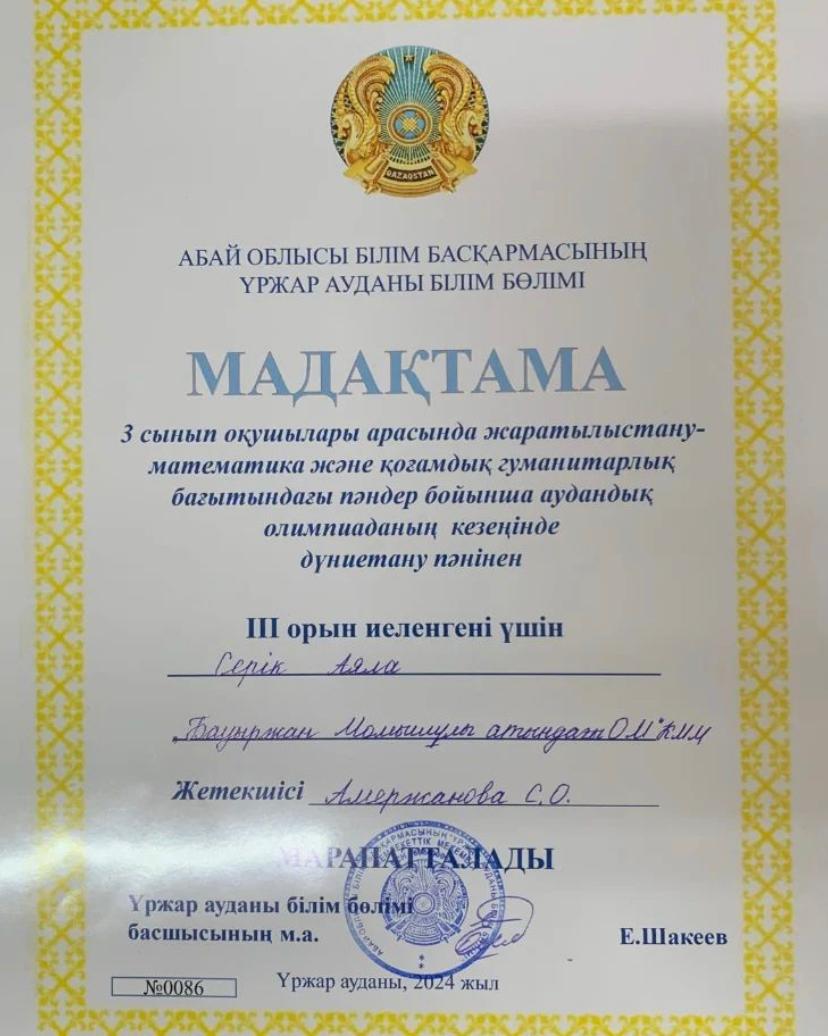 QAZAQSTAN
АБАЙ ОБЛЫСЫ БІЛІМ БАСҚАРМАСЫНЫҢ
ҮРЖАР АУДАНЫ БІЛІМ БӨЛІМІ
МАДАҚТАМА
3 сынып оқушылары арасында жаратылыстану-
математика және қоғамдық гуманитарлық
бағытындағы пәндер бойынша аудандық
олимпиаданың кезеңінде
дүниетану пәнінен
III орын иеленгені үшін
Серік Аяла
"Бауыржан Момышұлы атындағы ОМ" КММ
Жетекшісі Амержанова С.О.
МАРАПАТТАЛАДЫ
Үржар ауданы білім бөлімі
басшысының м.а.
Е.Шакеев
№0086
Үржар ауданы, 2024 жыл